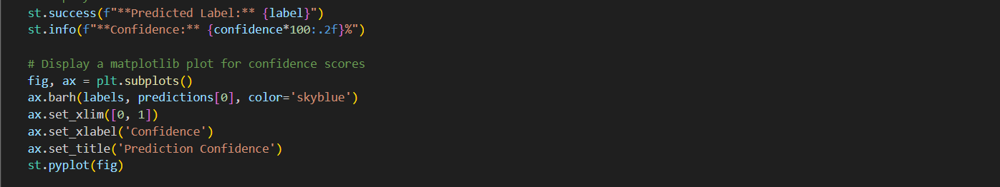 st.success(f"**Predicted Label:** {label}")
st.info(f"**Confidence:** {confidence*100:.2f}%")
# Display a matplotlib plot for confidence scores
fig, ax = plt.subplots()
ax.barh(labels, predictions[0], color='skyblue')
ax.set_xlim([0, 1])
ax.set_xlabel('Confidence')
ax.set_title('Prediction Confidence')
st.pyplot(fig)